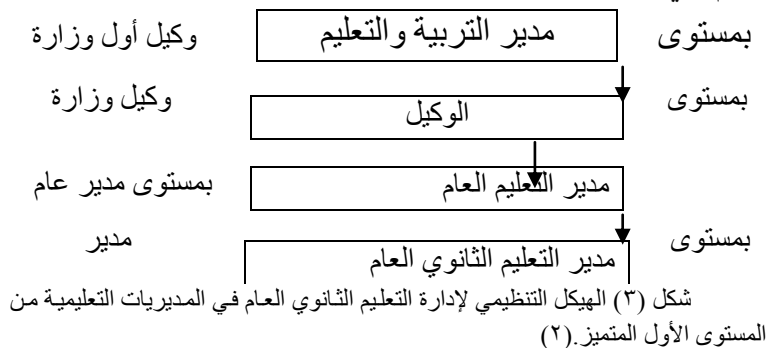 بمستوى مدير التربية والتعليم وكيل أول وزارة
بمستوى الوكيل وكيل وزارة
مدير التعليم العام بمستوى مدير عام
بمستوى مدير التعليم الثانوي العام مدير
شكل (٣) الهيكل التنظيمي لإدارة التعليم الثانوي العام في المديريات التعليمية من
المستوى الأول المتميز.(٢)